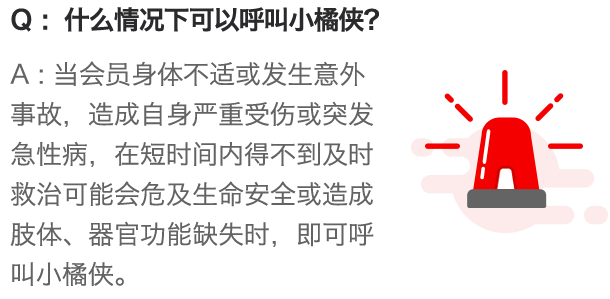 Q：什么情况下可以呼叫小橘侠?
A：当会员身体不适或发生意外
事故，造成自身严重受伤或突发
急性病，在短时间内得不到及时
救治可能会危及生命安全或造成
肢体、器官功能缺失时，即可呼
叫小橘侠。